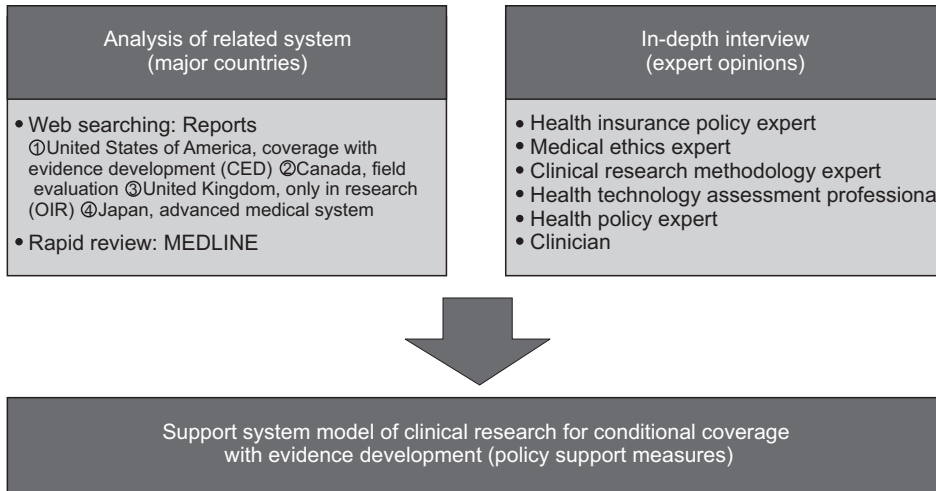 Analysis of related system
(major countries)
• Web searching: Reports
①United States of America, coverage with
evidence development (CED) ②Canada, field
evaluation ③United Kingdom, only in research
(OIR) ④Japan, advanced medical system
• Rapid review: MEDLINE
In-depth interview
(expert opinions)
• Health insurance policy expert
• Medical ethics expert
• Clinical research methodology expert
• Health technology assessment professional
• Health policy expert
• Clinician
Support system model of clinical research for conditional coverage
with evidence development (policy support measures)